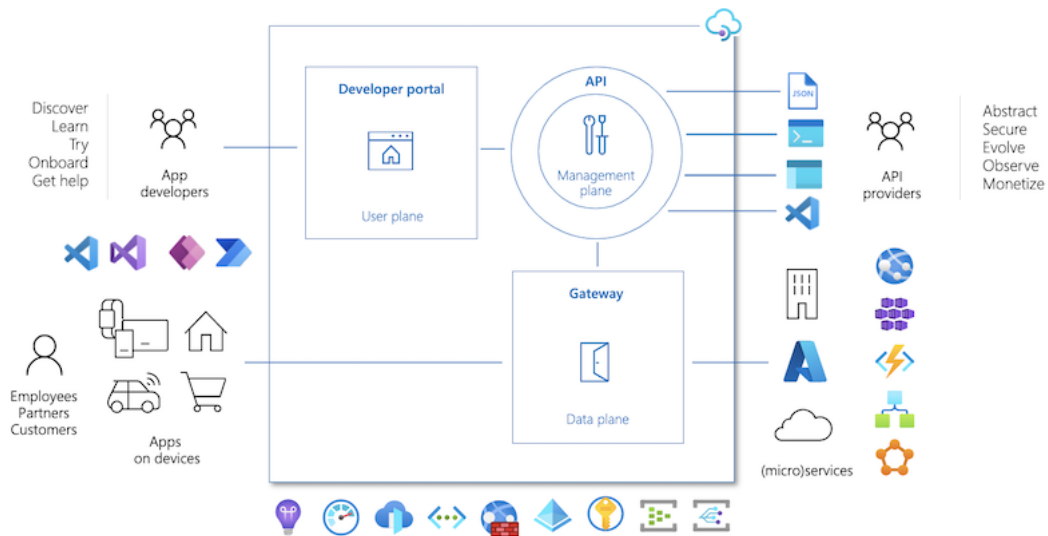 Discover
Learn
Try
Onboard
Get help
App
developers
Developer portal
User plane
API
Management
plane
JSON
API
providers
Abstract
Secure
Evolve
Observe
Monetize
Gateway
Data plane
Employees
Partners
Customers
Apps
on devices
(micro)services